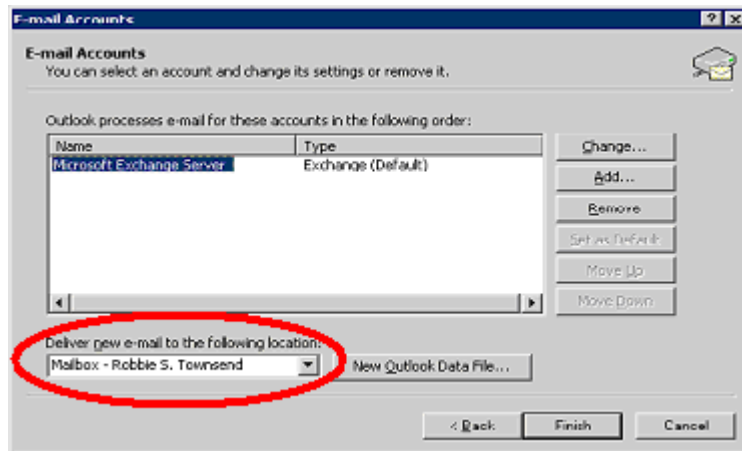 E-mail Accounts
E-mail Accounts
You can select an account and change its settings or remove it.
Outlook processes e-mail for these accounts in the following order:
Name Type
Microsoft Exchange Server Exchange (Default)
Change...
Add...
Remove
Set as Default
Move Up
Move Down
Deliver new e-mail to the following location:
Mailbox - Robbie S. Townsend
New Outlook Data File...
< Back Finish Cancel